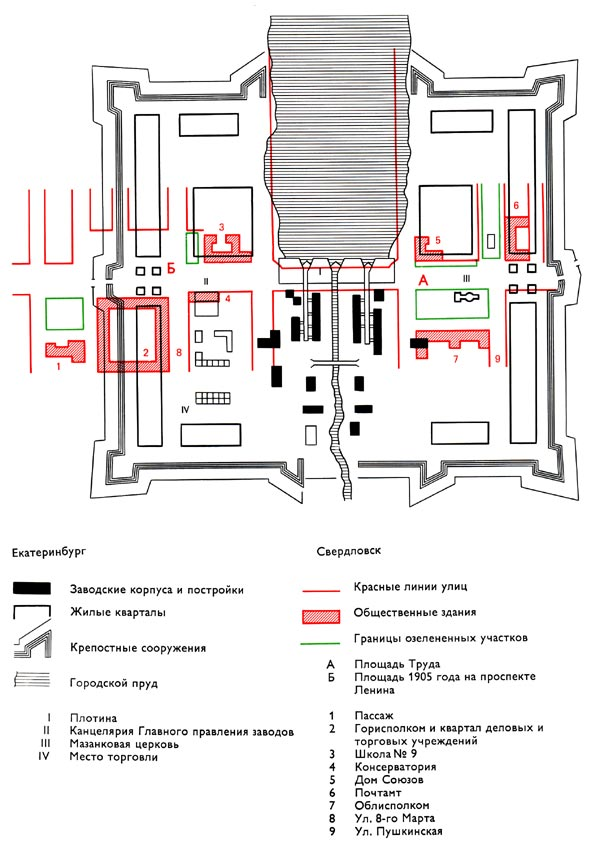 6
3
5
Б
А
I
II
III
4
1
2
8
7
9
IV
Екатеринбург
Заводские корпуса и постройки
Жилые кварталы
Крепостные сооружения
Городской пруд
I Плотина
II Канцелярия Главного правления заводов
III Мазанковая церковь
IV Место торговли
Свердловск
Красные линии улиц
Общественные здания
Границы озелененных участков
А Площадь Труда
Б Площадь 1905 года на проспекте
Ленина
1 Пассаж
2 Горисполком и квартал деловых и
торговых учреждений
3 Школа № 9
4 Консерватория
5 Дом Союзов
6 Почтамт
7 Облисполком
8 Ул. 8-го Марта
9 Ул. Пушкинская